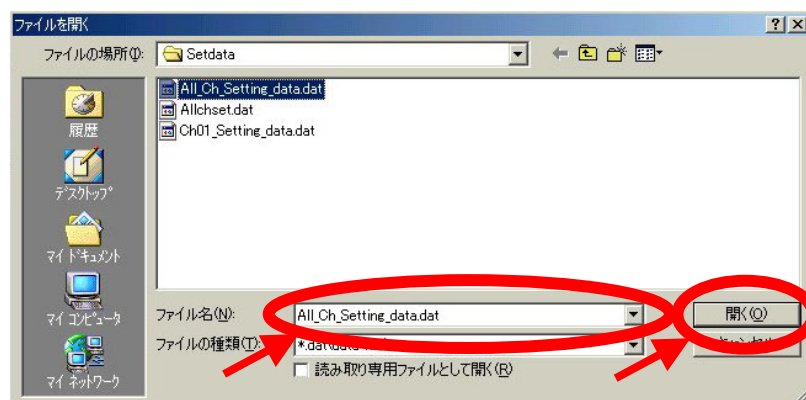 ファイルを開く
ファイルの場所(I):
Setdata
All_Ch_Setting_data.dat
Allchset.dat
Ch01_Setting_data.dat
履歴
デスクトップ
マイ ドキュメント
マイ コンピュータ
マイ ネットワーク
ファイル名(N):
All_Ch_Setting_data.dat
開く(O)
ファイルの種類(T):
読み取り専用ファイルとして開く(R)